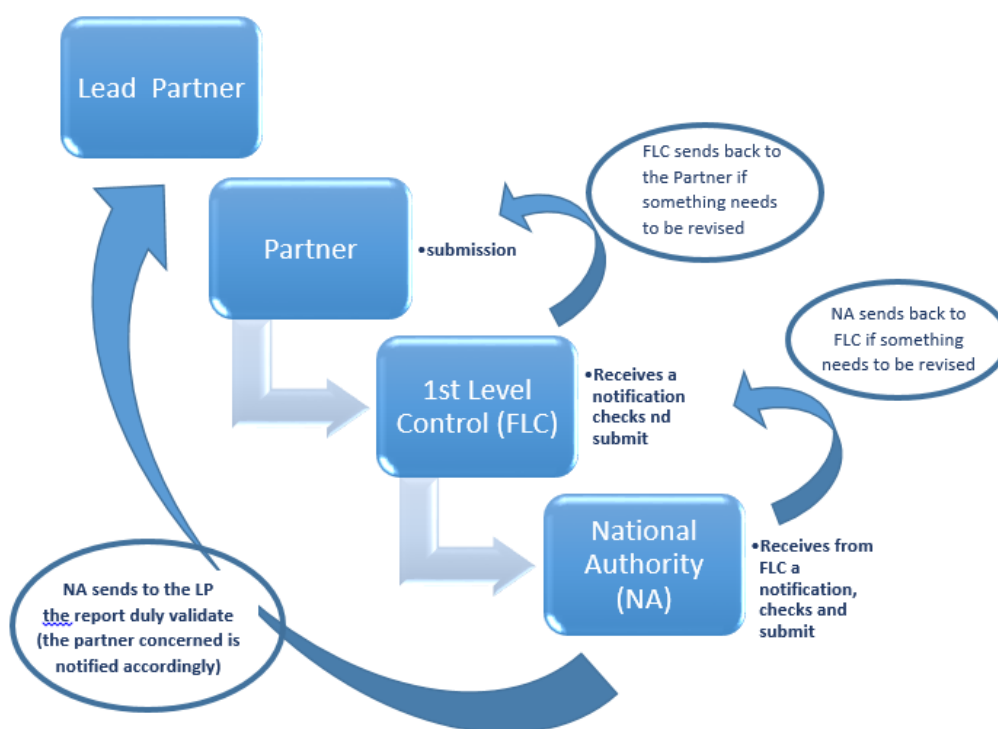 Lead Partner
FLC sends back to
the Partner if
something needs
to be revised
Partner
•submission
NA sends back to
FLC if something
needs to be revised
1st Level
Control (FLC)
•Receives a
notification
checks nd
submit
National
Authority
(NA)
•Receives from
FLC a
notification,
checks and
submit
NA sends to the LP
the report duly validate
(the partner concerned is
notified accordingly)